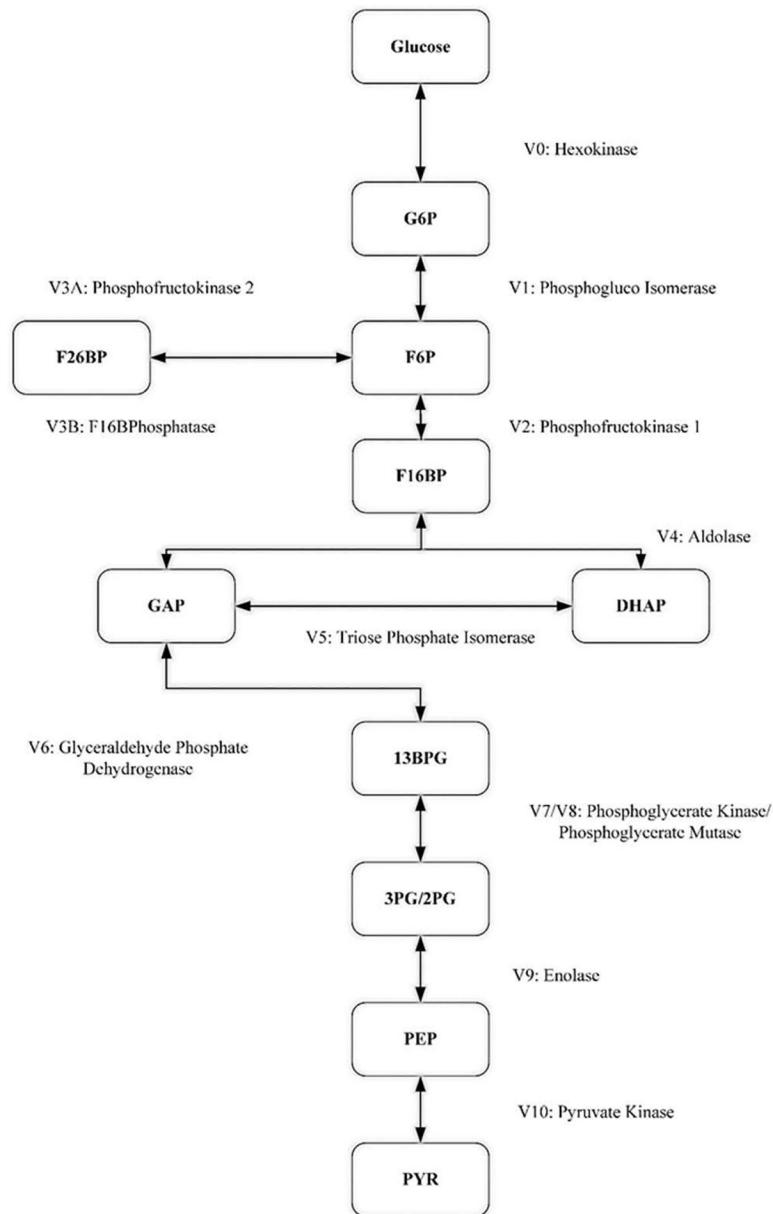 Glucose
V0: Hexokinase
G6P
V3A: Phosphofructokinase 2
V1: Phosphogluco Isomerase
F26BP
F6P
V3B: F16BPhosphatase
V2: Phosphofructokinase 1
F16BP
V4: Aldolase
GAP
DHAP
V5: Triose Phosphate Isomerase
V6: Glyceraldehyde Phosphate
Dehydrogenase
13BPG
V7/V8: Phosphoglycerate Kinase/
Phosphoglycerate Mutase
3PG/2PG
V9: Enolase
PEP
V10: Pyruvate Kinase
PYR